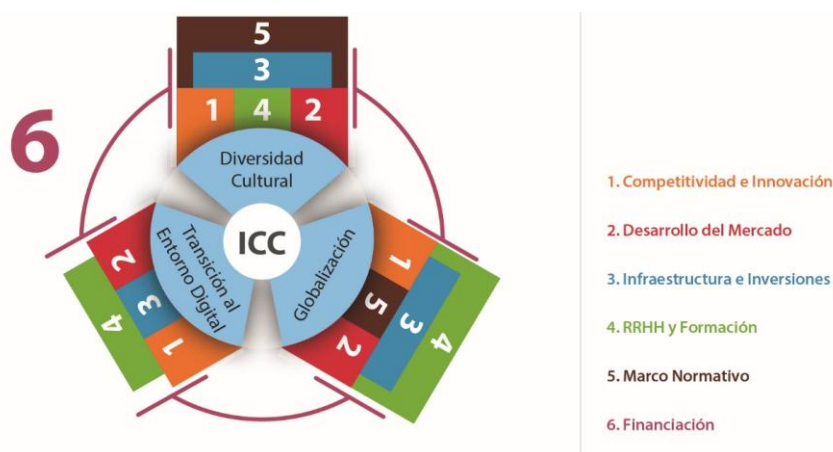 5
3
1 4 2
6
Diversidad
Cultural
ICC
Transición al
Entorno Digital
Globalización
2
3
1
4
1
5
2
3
4
1. Competitividad e Innovación
2. Desarrollo del Mercado
3. Infraestructura e Inversiones
4. RRHH y Formación
5. Marco Normativo
6. Financiación